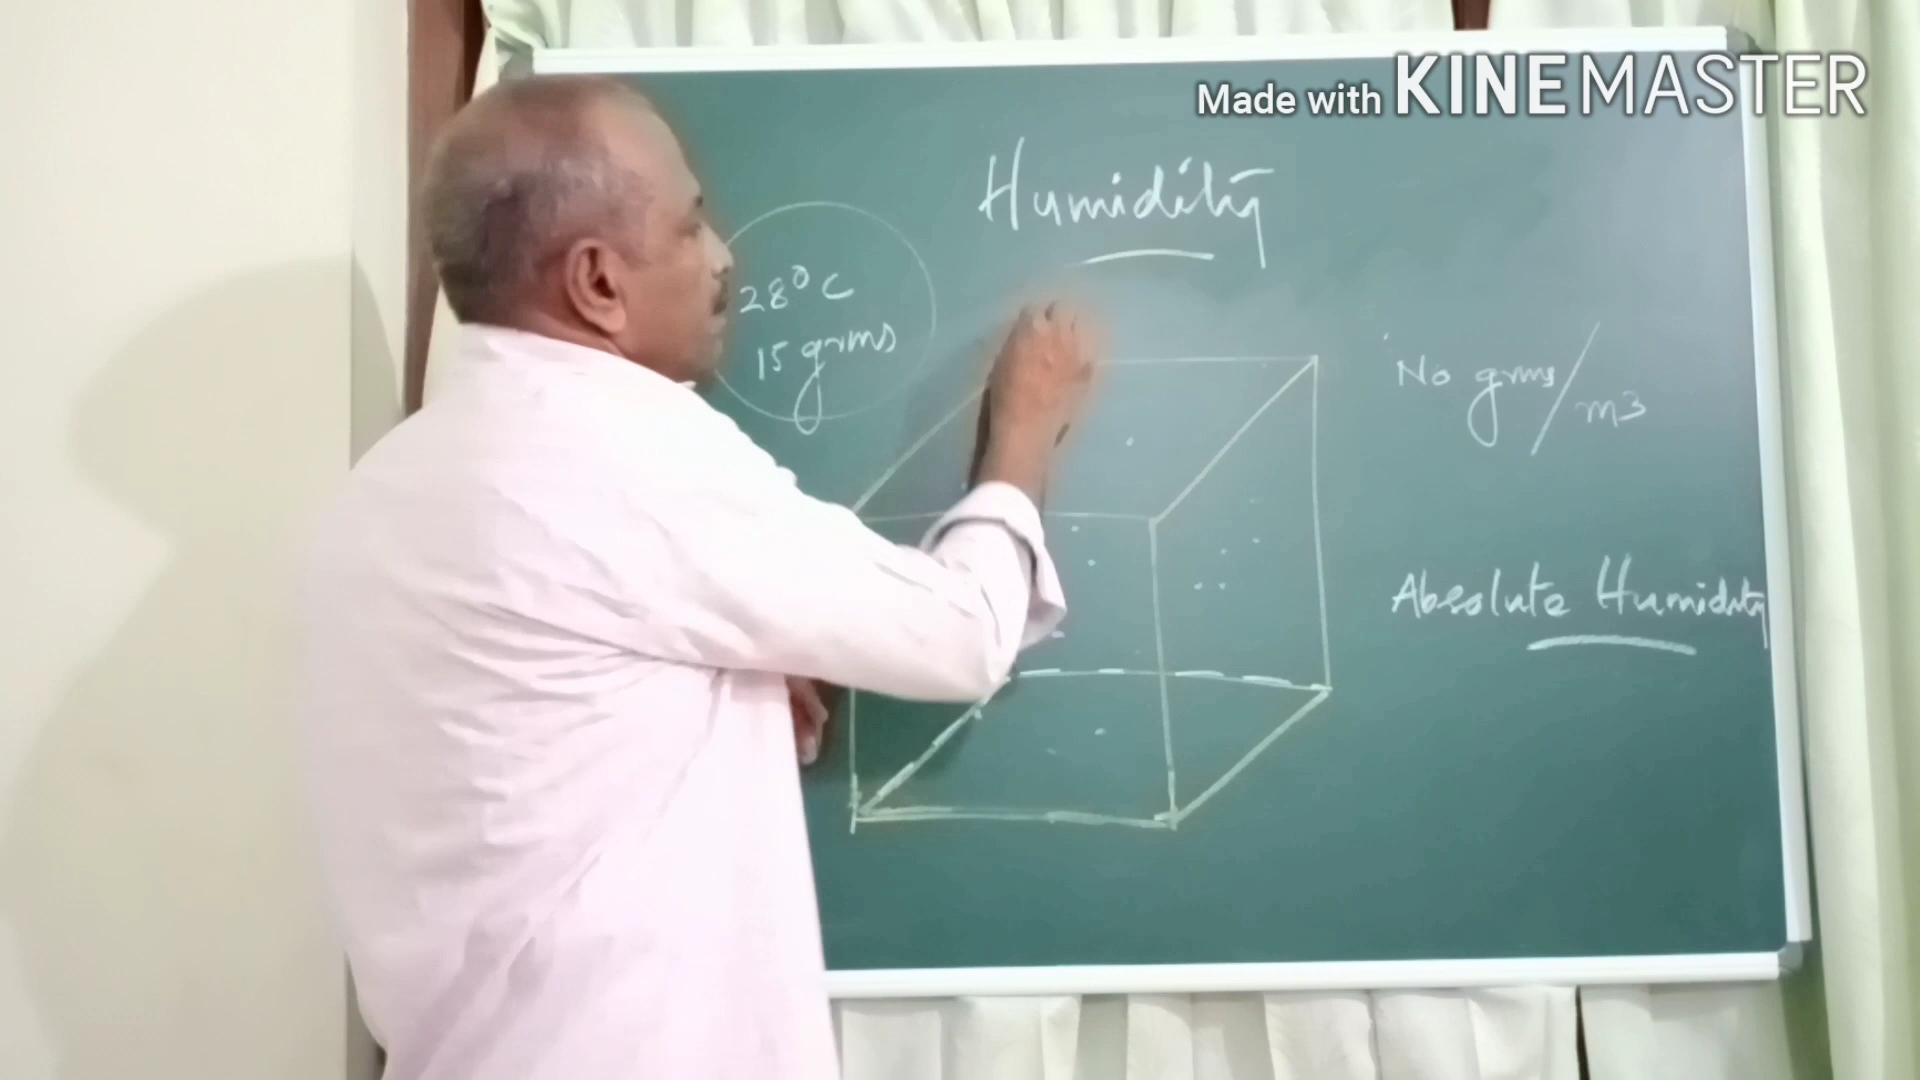 Made with KINEMASTER
Humidity
28°C
15 grms
No grms/m3
Absolute Humidity